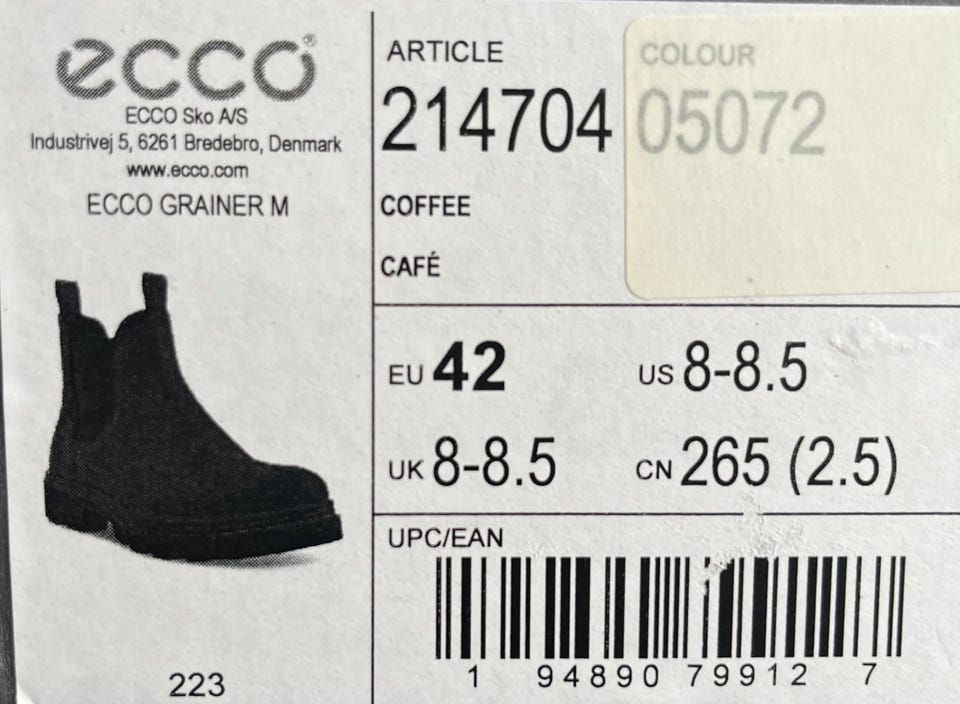 ecco®
ECCO Sko A/S
Industrivej 5, 6261 Bredebro, Denmark
www.ecco.com
ECCO GRAINER M
223
ARTICLE
214704
COLOUR
05072
COFFEE
CAFÉ
EU 42
US 8-8.5
UK 8-8.5
CN 265 (2.5)
UPC/EAN
1 94890 79912 7